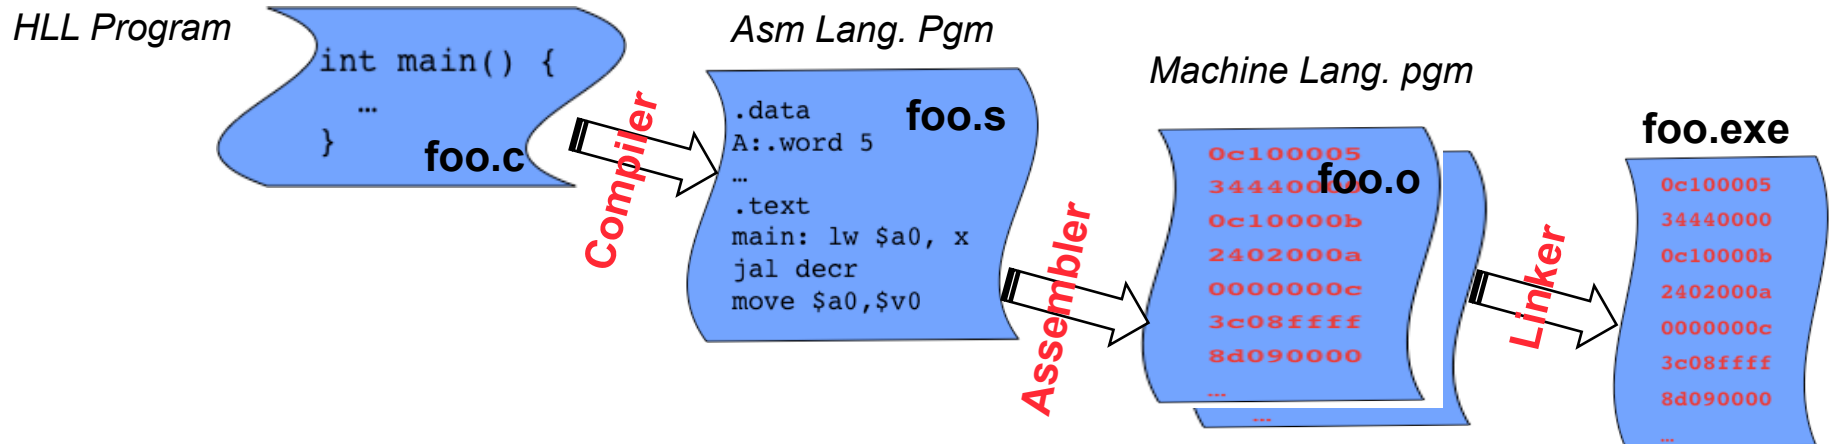 HLL Program
int main() {
…
}
foo.c
Compiler
Asm Lang. Pgm
foo.s
.data
A:.word 5
…
.text
main: lw $a0, x
jal decr
move $a0,$v0
Assembler
Machine Lang. pgm
foo.o
0c100005
34440000
0c10000b
2402000a
0000000c
3c08ffff
8d090000
…
…
Linker
foo.exe
0c100005
34440000
0c10000b
2402000a
0000000c
3c08ffff
8d090000
…